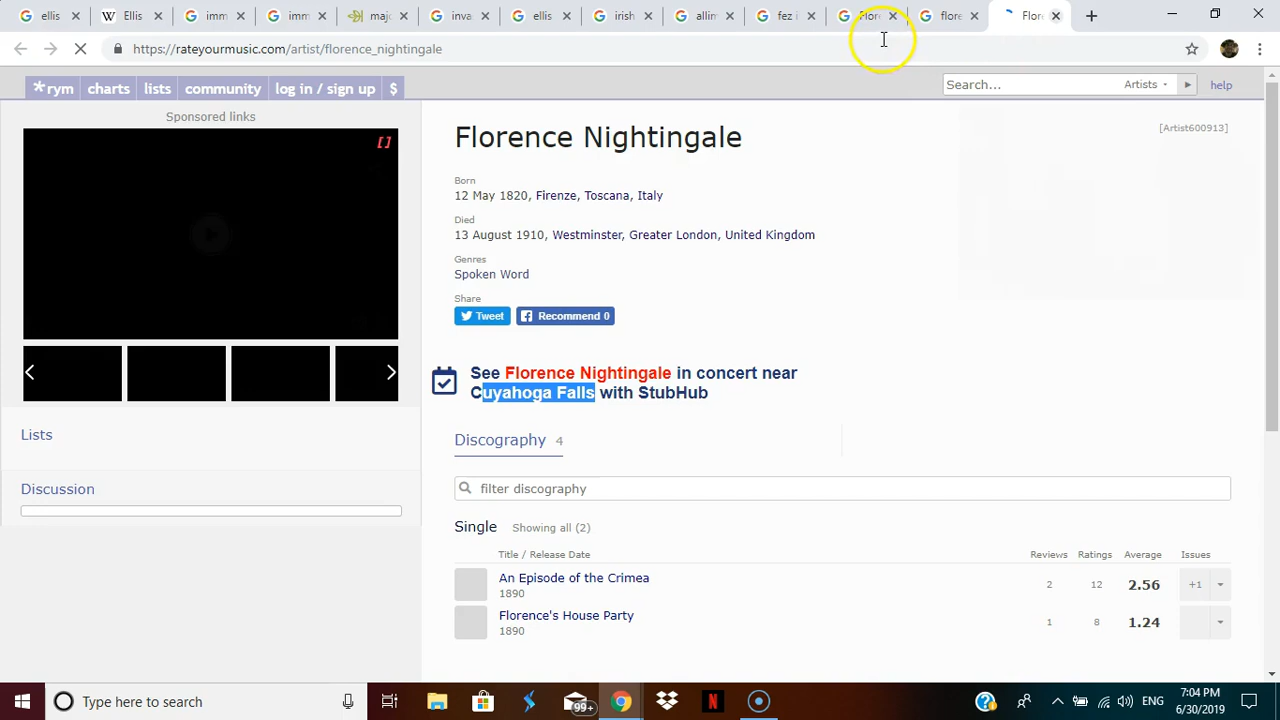 ellis
Ellis
imm
imm
majo
inva
ellis
irish
allim
fez i
Flore
flore
Flore
https://rateyourmusic.com/artist/florence_nightingale
*rym
charts
lists
community
log in / sign up
$
Search...
Artists
help
Sponsored links
[ ]
Florence Nightingale
[Artist600913]
Born
12 May 1820, Firenze, Toscana, Italy
Died
13 August 1910, Westminster, Greater London, United Kingdom
Genres
Spoken Word
Share
Tweet
Recommend 0
See Florence Nightingale in concert near
Cuyahoga Falls with StubHub
Lists
Discussion
Discography 4
filter discography
Single Showing all (2)
Title / Release Date Reviews Ratings Average Issues
An Episode of the Crimea 2 12 2.56 +1
1890
Florence's House Party 1 8 1.24
1890
Type here to search
99+
N
ENG
7:04 PM
6/30/2019